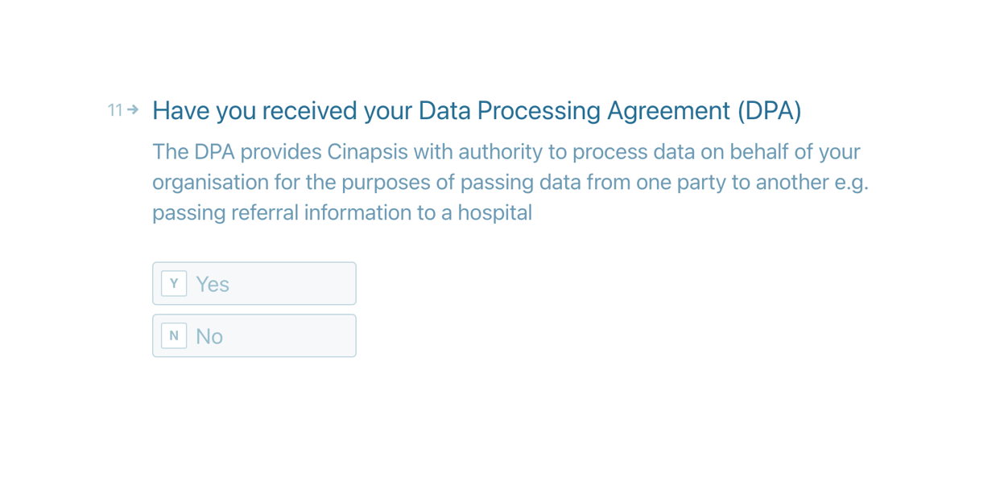 11 → Have you received your Data Processing Agreement (DPA)
The DPA provides Cinapsis with authority to process data on behalf of your
organisation for the purposes of passing data from one party to another e.g.
passing referral information to a hospital
Y Yes
N No